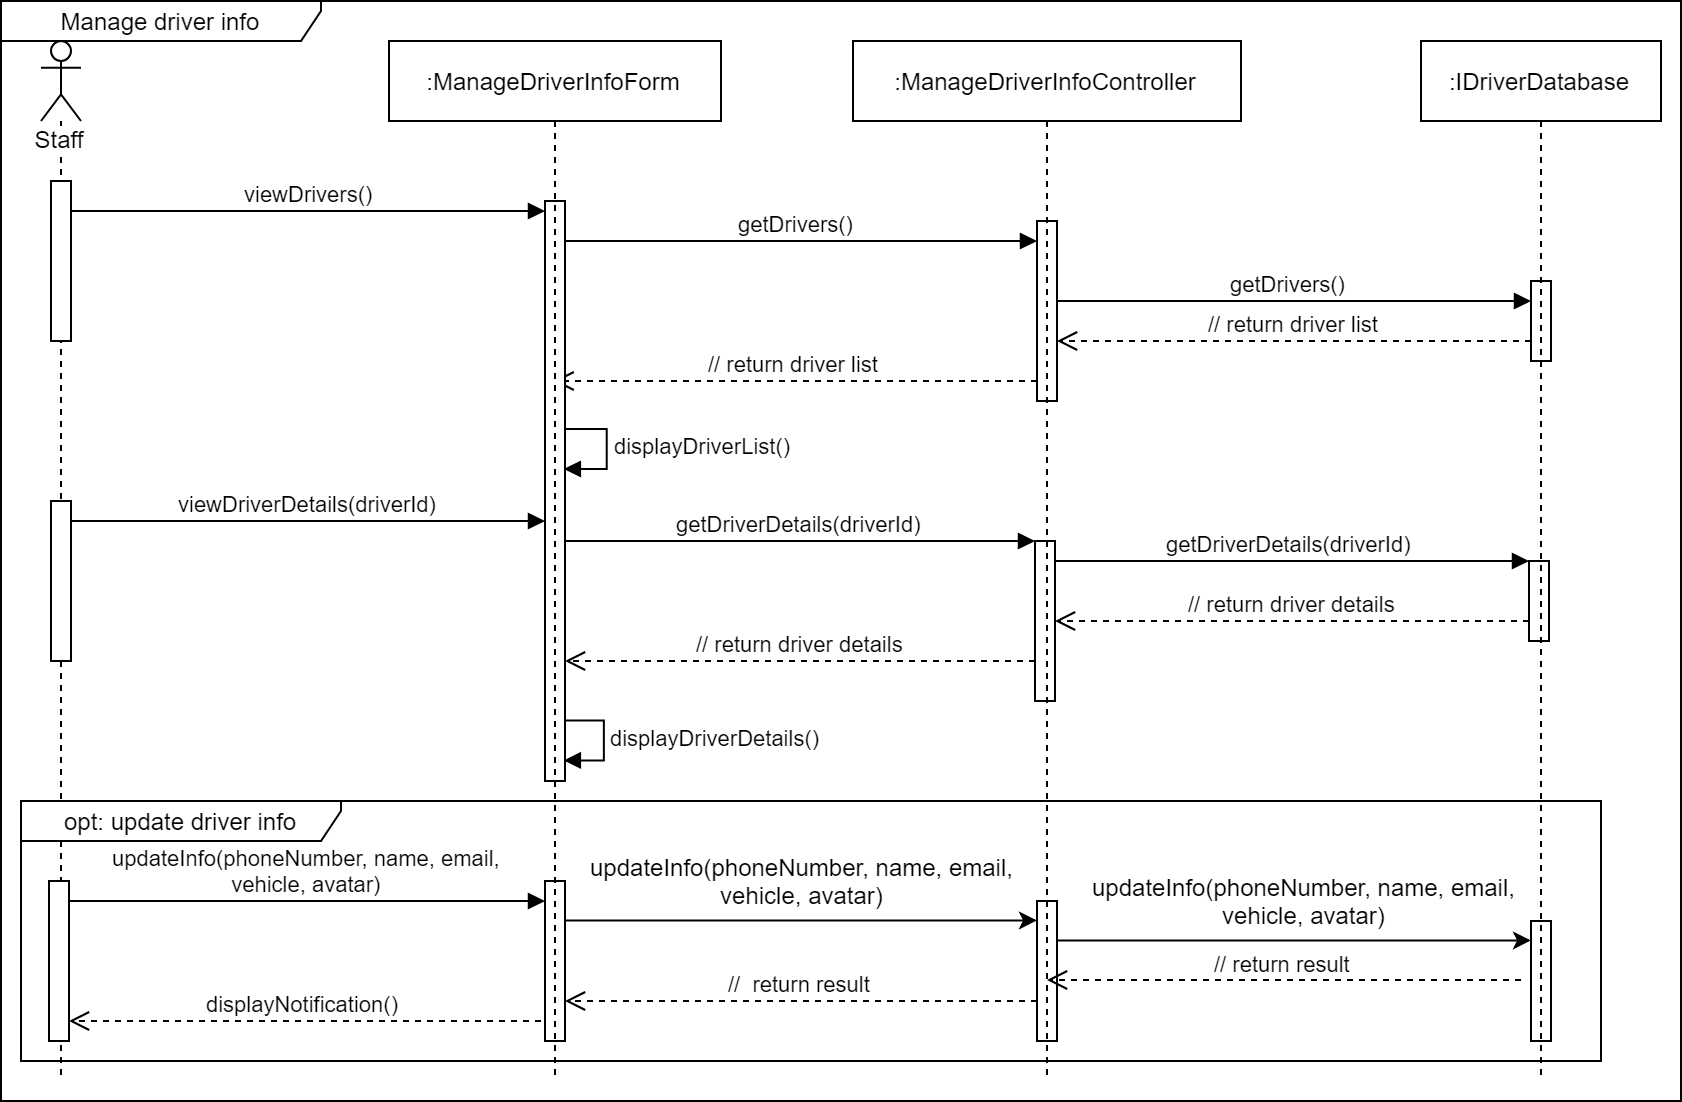 Manage driver info
:ManageDriverInfoForm
:ManageDriverInfoController
:IDriverDatabase
Staff
viewDrivers()
getDrivers()
getDrivers()
// return driver list
// return driver list
displayDriverList()
viewDriverDetails(driverId)
getDriverDetails(driverId)
getDriverDetails(driverId)
// return driver details
// return driver details
displayDriverDetails()
opt: update driver info
updateInfo(phoneNumber, name, email,
vehicle, avatar)
updateInfo(phoneNumber, name, email,
vehicle, avatar)
updateInfo(phoneNumber, name, email,
vehicle, avatar)
// return result
//  return result
displayNotification()